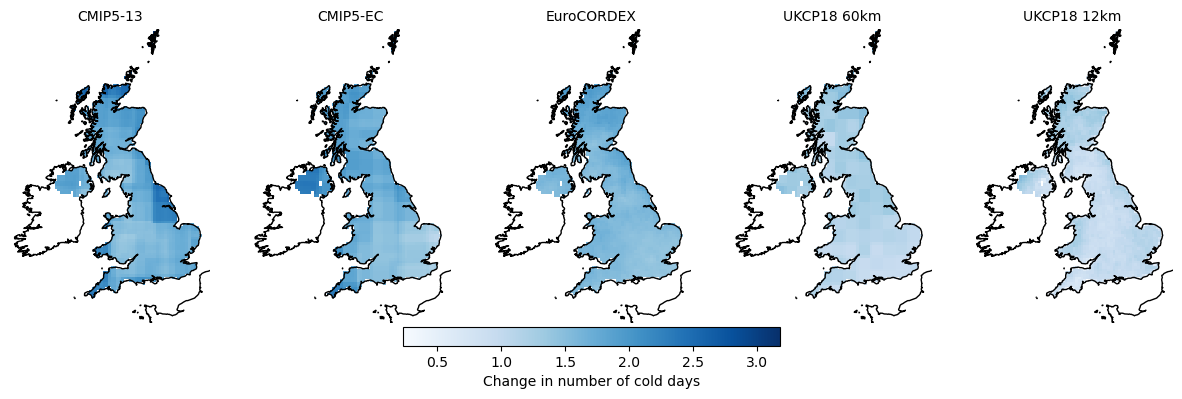 CMIP5-13 CMIP5-EC EuroCORDEX UKCP18 60km UKCP18 12km
0.5 1.0 1.5 2.0 2.5 3.0
Change in number of cold days